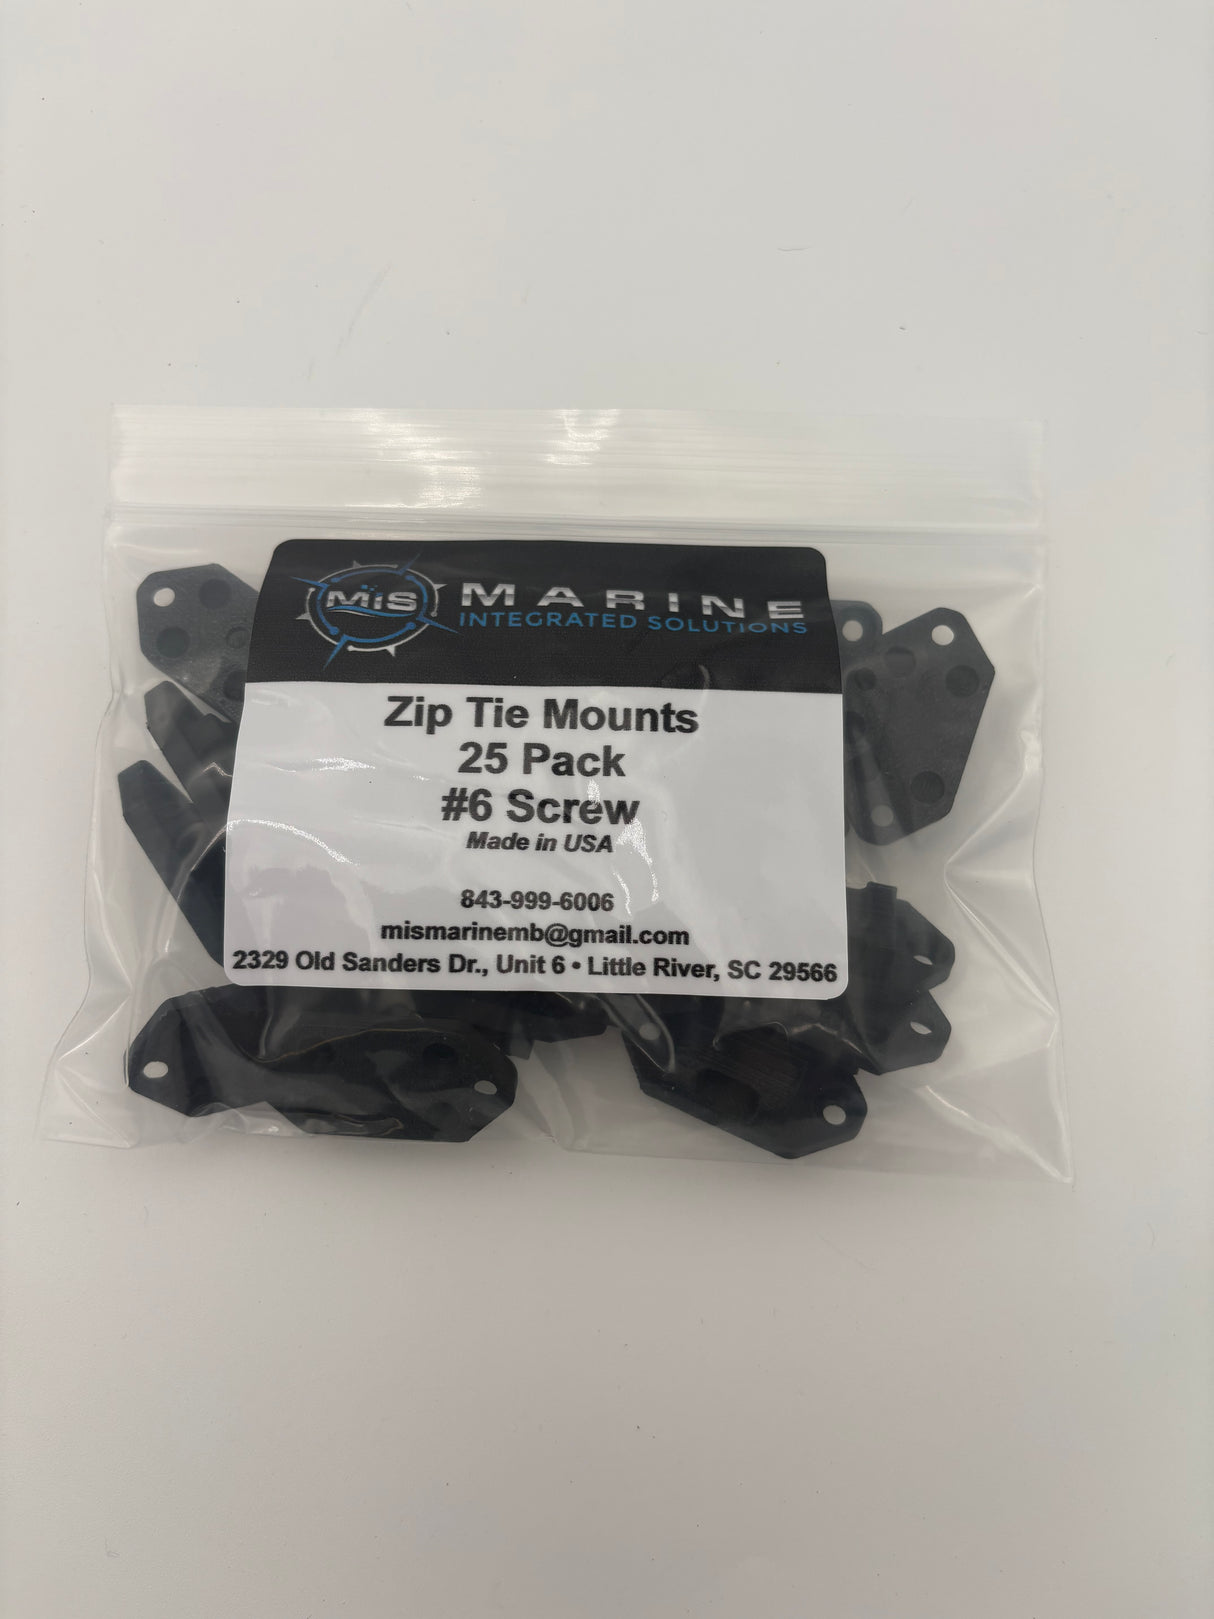 MIS
MARINE
INTEGRATED SOLUTIONS
Zip Tie Mounts
25 Pack
#6 Screw
Made in USA
843-999-6006
mismarinemb@gmail.com
2329 Old Sanders Dr., Unit 6 • Little River, SC 29566